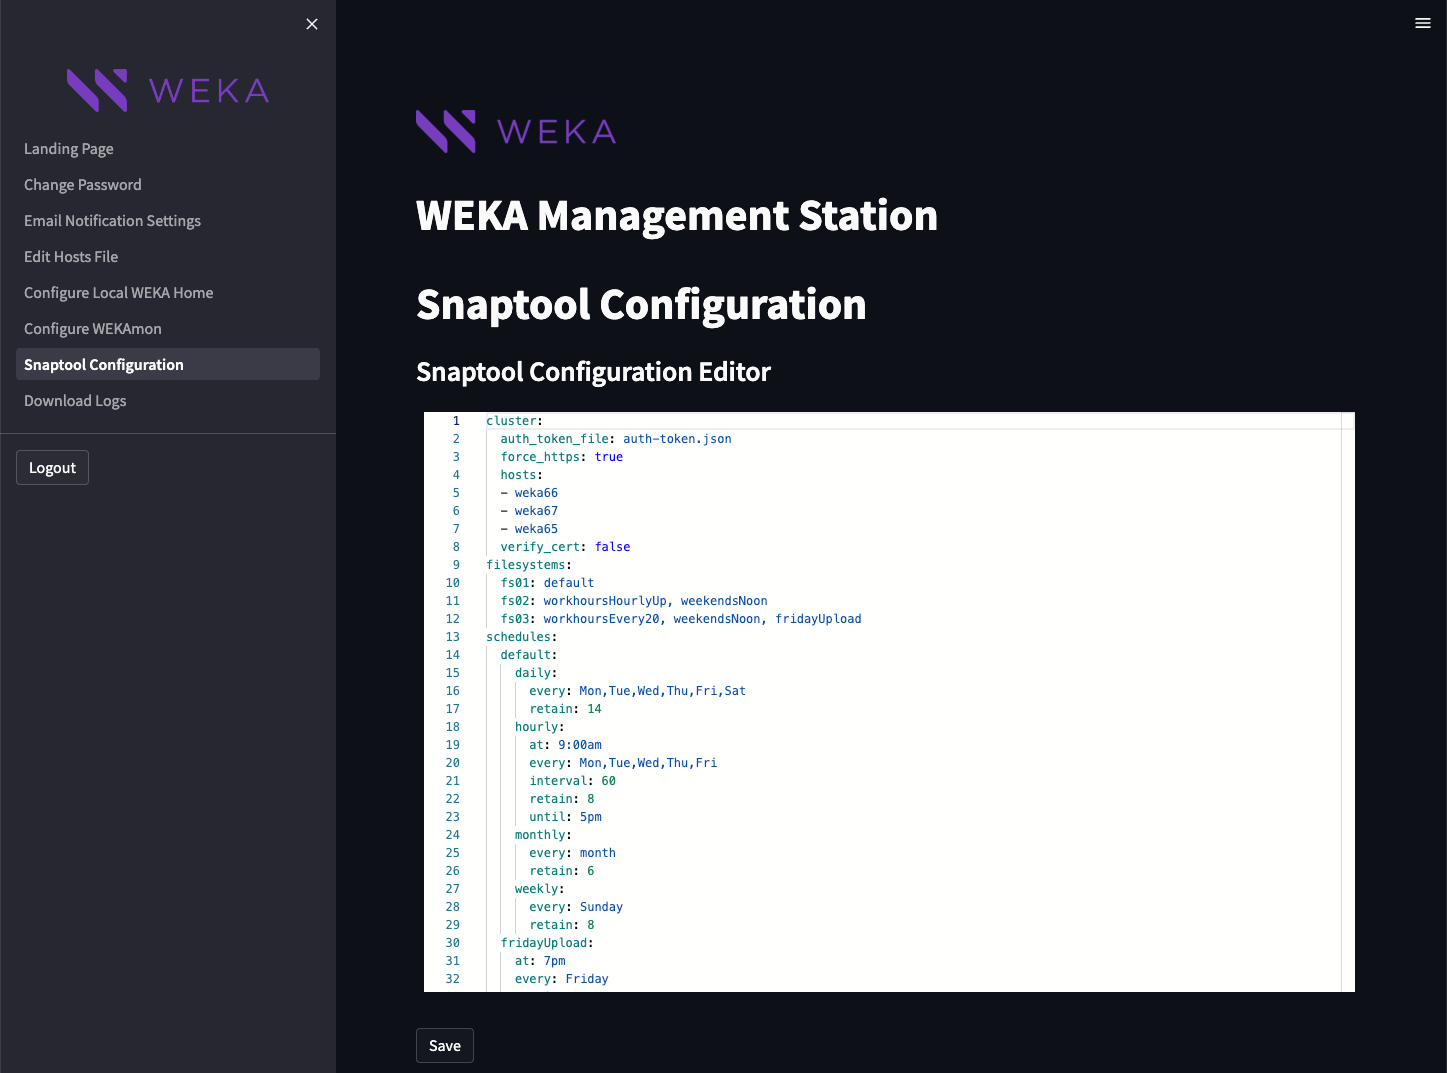 WEKA
Landing Page
Change Password
Email Notification Settings
Edit Hosts File
Configure Local WEKA Home
Configure WEKAmon
Snaptool Configuration
Download Logs
Logout
WEKA
WEKA Management Station
Snaptool Configuration
Snaptool Configuration Editor
1 cluster:
2 auth_token_file: auth-token.json
3 force_https: true
4 hosts:
5 - weka66
6 - weka67
7 - weka65
8 verify_cert: false
9 filesystems:
10 fs01: default
11 fs02: workhoursHourlyUp, weekendsNoon
12 fs03: workhoursEvery20, weekendsNoon, fridayUpload
13 schedules:
14 default:
15 daily:
16 every: Mon,Tue,Wed,Thu,Fri,Sat
17 retain: 14
18 hourly:
19 at: 9:00am
20 every: Mon,Tue,Wed,Thu,Fri
21 interval: 60
22 retain: 8
23 until: 5pm
24 monthly:
25 every: month
26 retain: 6
27 weekly:
28 every: Sunday
29 retain: 8
30 fridayUpload:
31 at: 7pm
32 every: Friday
Save